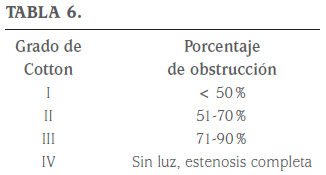 TABLA 6.
Grado de Porcentaje
Cotton de obstrucción
I < 50 %
II 51-70 %
III 71-90 %
IV Sin luz, estenosis completa